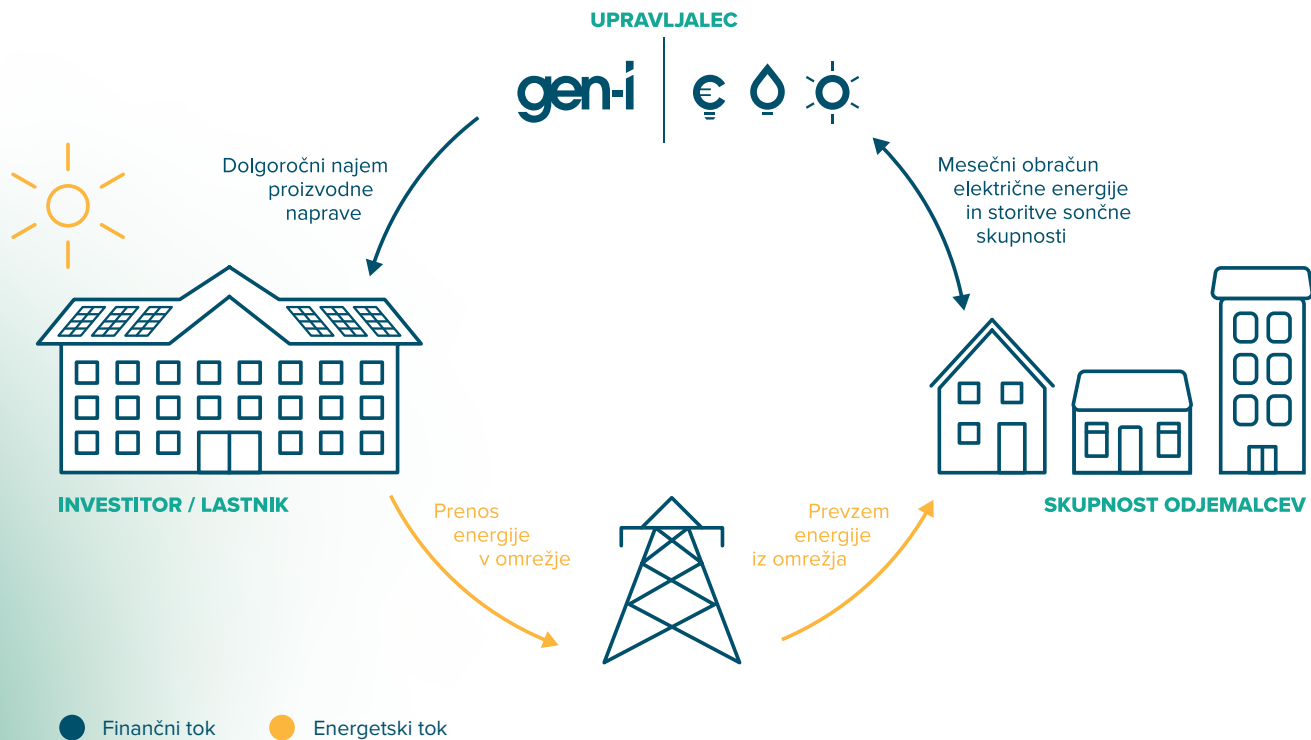 UPRAVLJALEC
gen-i
Dolgoročni najem
proizvodne
naprave
Mesečni obračun
električne energije
in storitve sončne
skupnosti
INVESTITOR / LASTNIK
SKUPNOST ODJEMALCEV
Prenos
energije
v omrežje
Prevzem
energije
iz omrežja
Finančni tok
Energetski tok